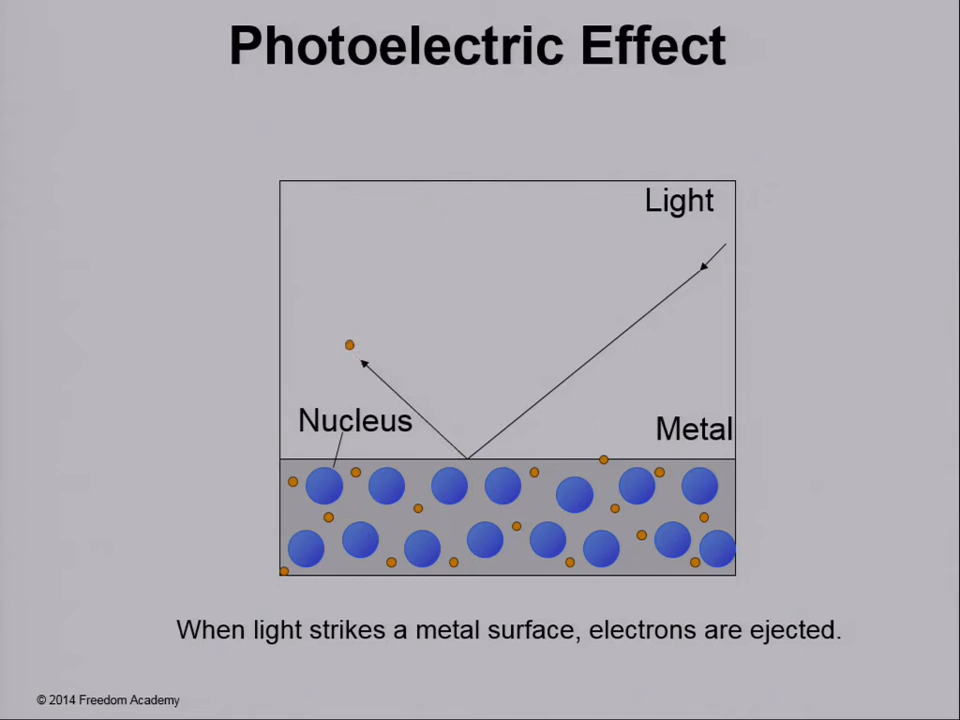 Photoelectric Effect
Light
Nucleus
Metal
When light strikes a metal surface, electrons are ejected.
© 2014 Freedom Academy